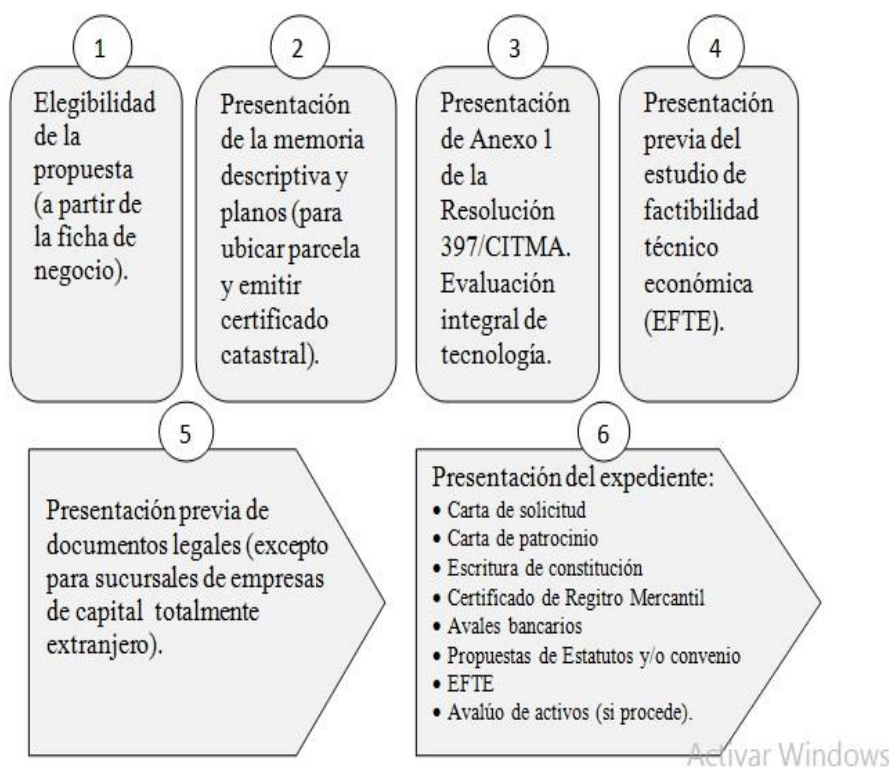 1
Elegibilidad
de la
propuesta
(a partir de
la ficha de
negocio).
2
Presentación
de la memoria
descriptiva y
planos (para
ubicar parcela
y emitir
certificado
catastral).
3
Presentación
de Anexo 1
de la
Resolución
397/CITMA.
Evaluación
integral de
tecnología.
4
Presentación
previa del
estudio de
factibilidad
técnico
económica
(EFTE).
5
Presentación previa de
documentos legales (excepto
para sucursales de empresas
de capital totalmente
extranjero).
6
Presentación del expediente:
• Carta de solicitud
• Carta de patrocinio
• Escritura de constitución
• Certificado de Regitro Mercantil
• Avales bancarios
• Propuestas de Estatutos y/o convenio
• EFTE
• Avalúo de activos (si procede).
Activar Windows